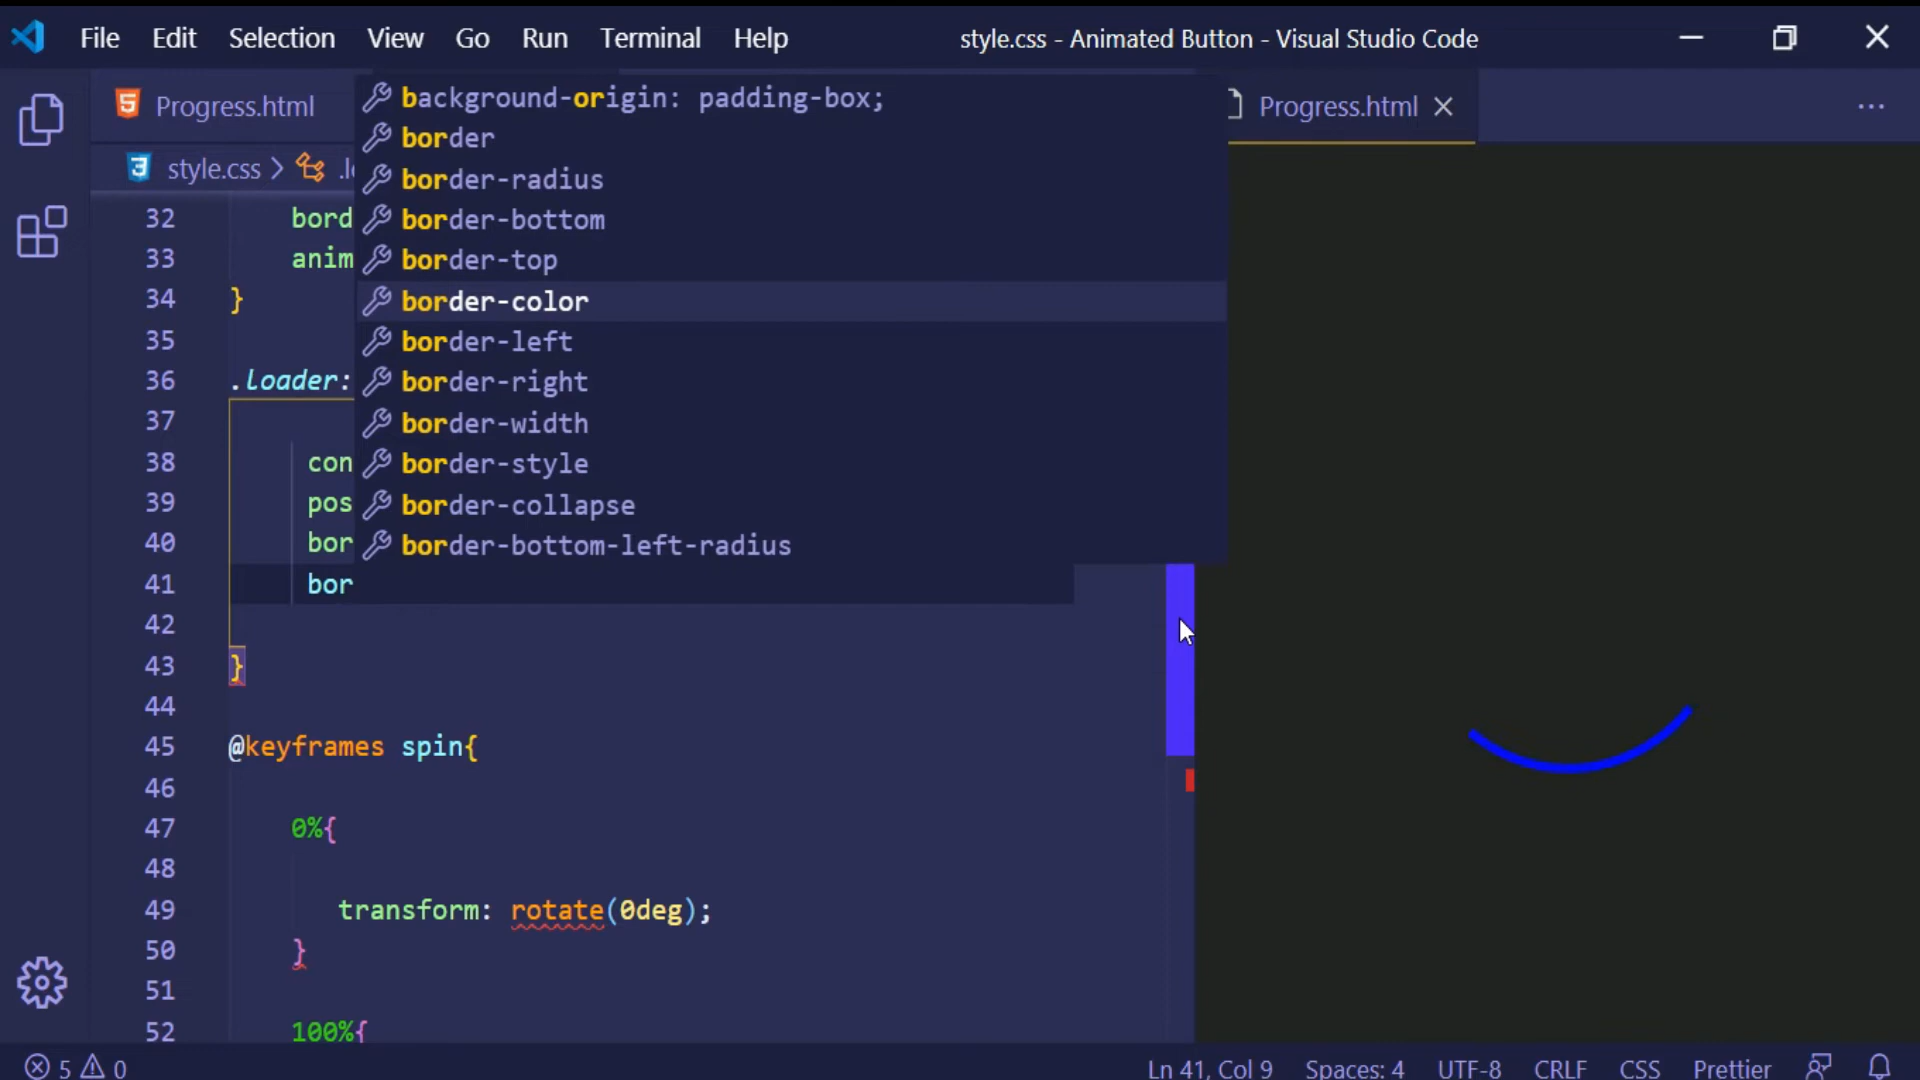 File Edit Selection View Go Run Terminal Help style.css - Animated Button - Visual Studio Code
Progress.html
Progress.html
style.css > .l
background-origin: padding-box;
border
border-radius
border-bottom
border-top
border-color
border-left
border-right
border-width
border-style
border-collapse
border-bottom-left-radius
32 bord
33 anim
34 }
35
36 .loader:
37
38 con
39 pos
40 bor
41 bor
42
43 }
44
45 @keyframes spin{
46
47 0%{
48
49 transform: rotate(0deg);
50 }
51
52 100%{
5 0 Ln 41, Col 9 Spaces: 4 UTF-8 CRLF CSS Prettier